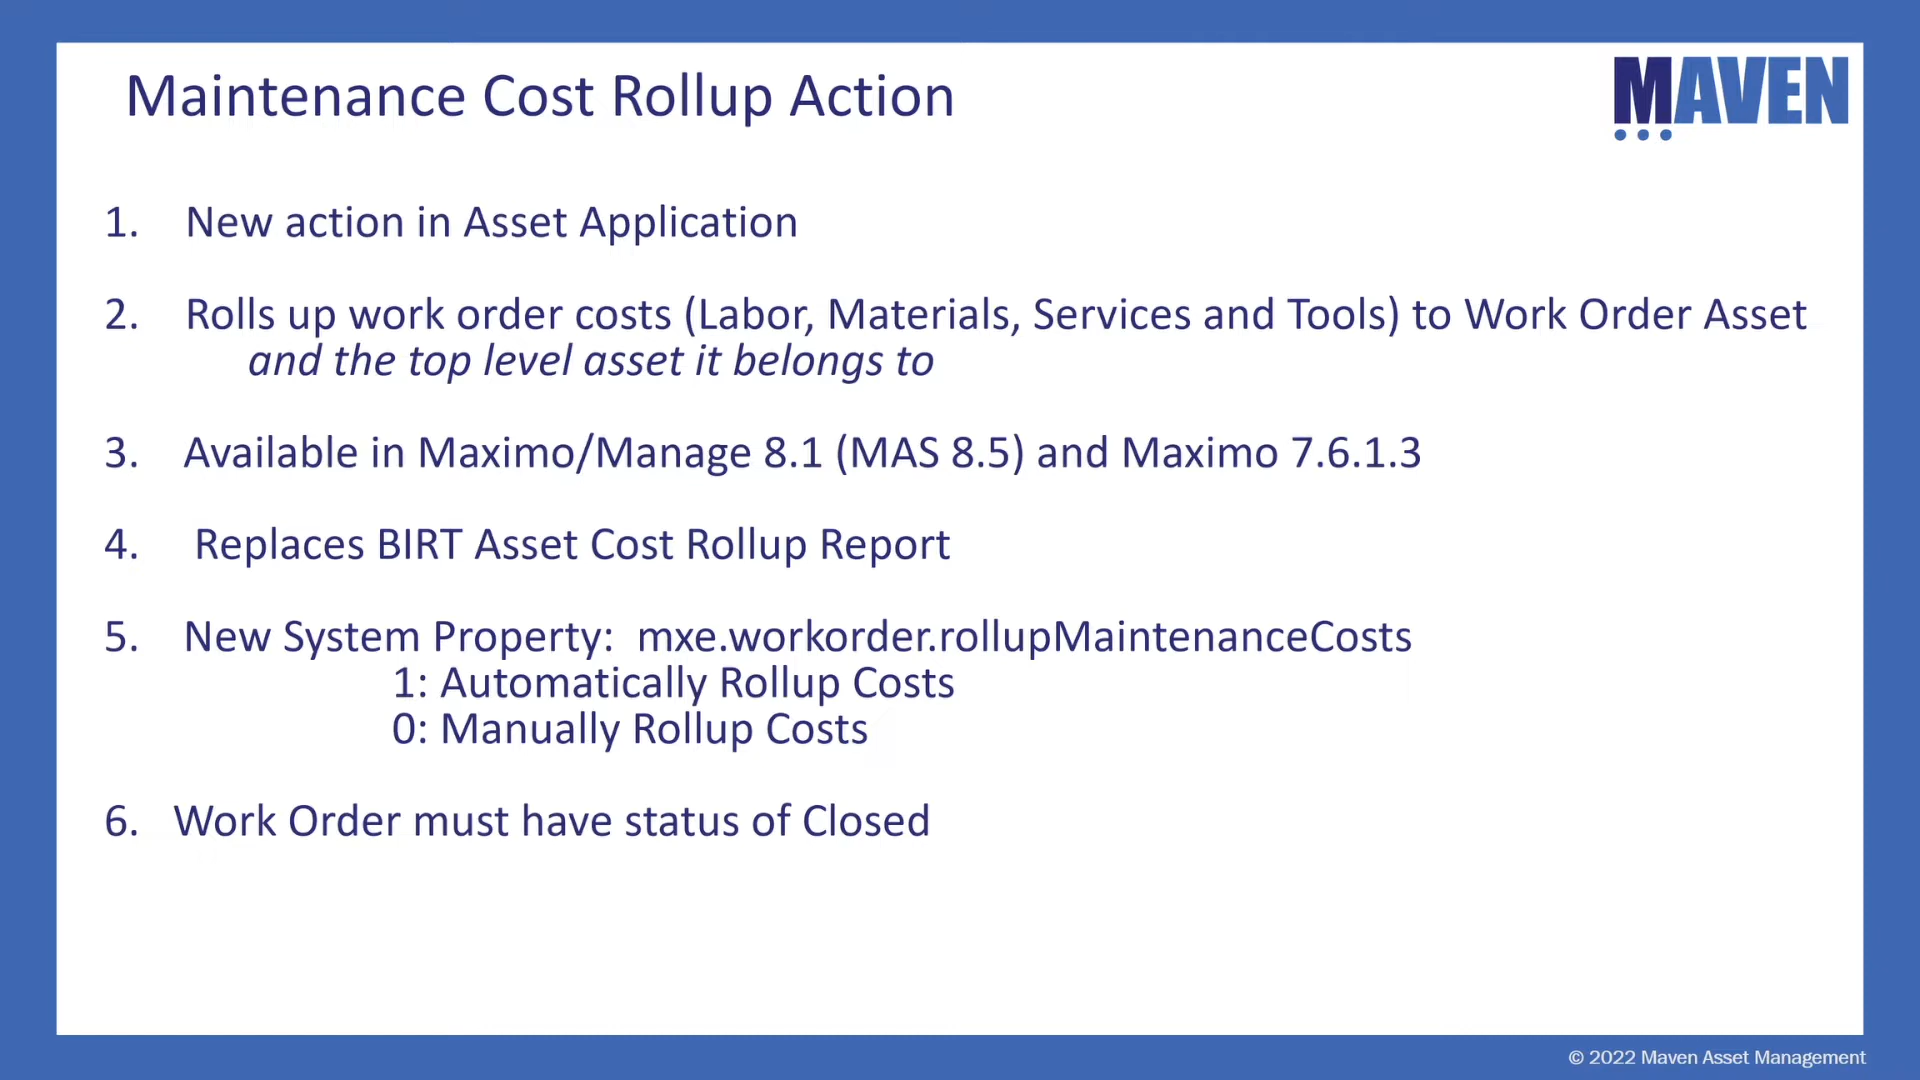 Maintenance Cost Rollup Action
MAVEN
1. New action in Asset Application
2. Rolls up work order costs (Labor, Materials, Services and Tools) to Work Order Asset
and the top level asset it belongs to
3. Available in Maximo/Manage 8.1 (MAS 8.5) and Maximo 7.6.1.3
4. Replaces BIRT Asset Cost Rollup Report
5. New System Property: mxe.workorder.rollupMaintenanceCosts
1: Automatically Rollup Costs
0: Manually Rollup Costs
6. Work Order must have status of Closed
© 2022 Maven Asset Management